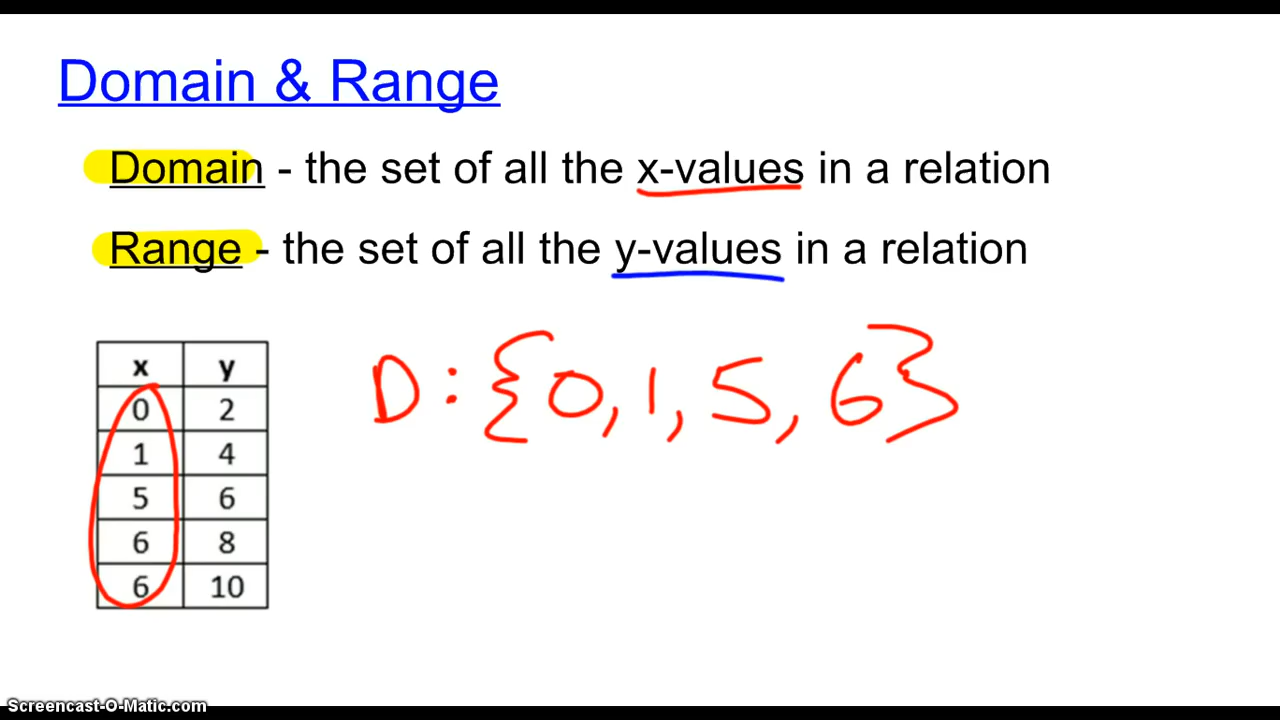 Domain & Range
Domain - the set of all the x-values in a relation
Range - the set of all the y-values in a relation
x y
0 2
1 4
5 6
6 8
6 10
D: {0, 1, 5, 6}
Screencast-O-Matic.com